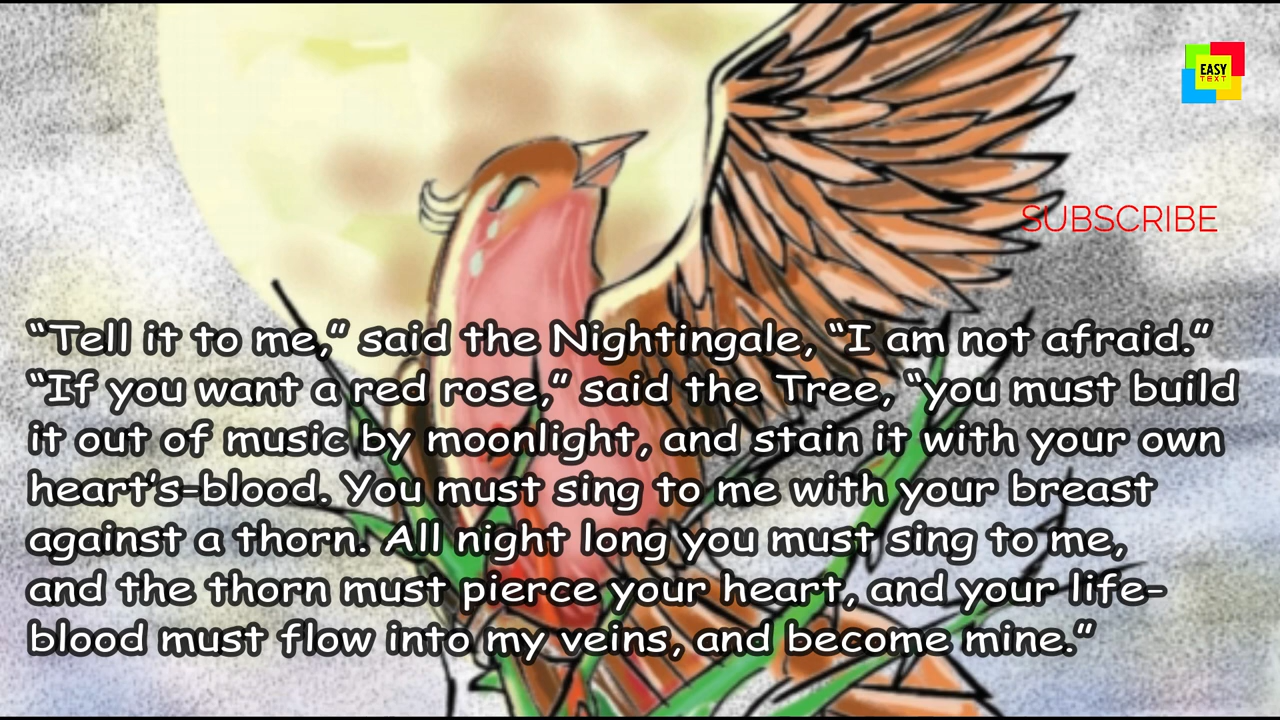 EASY
TEXT
SUBSCRIBE
“Tell it to me,” said the Nightingale, “I am not afraid.”
“If you want a red rose,” said the Tree, “you must build
it out of music by moonlight, and stain it with your own
heart’s-blood. You must sing to me with your breast
against a thorn. All night long you must sing to me,
and the thorn must pierce your heart, and your life-
blood must flow into my veins, and become mine.”